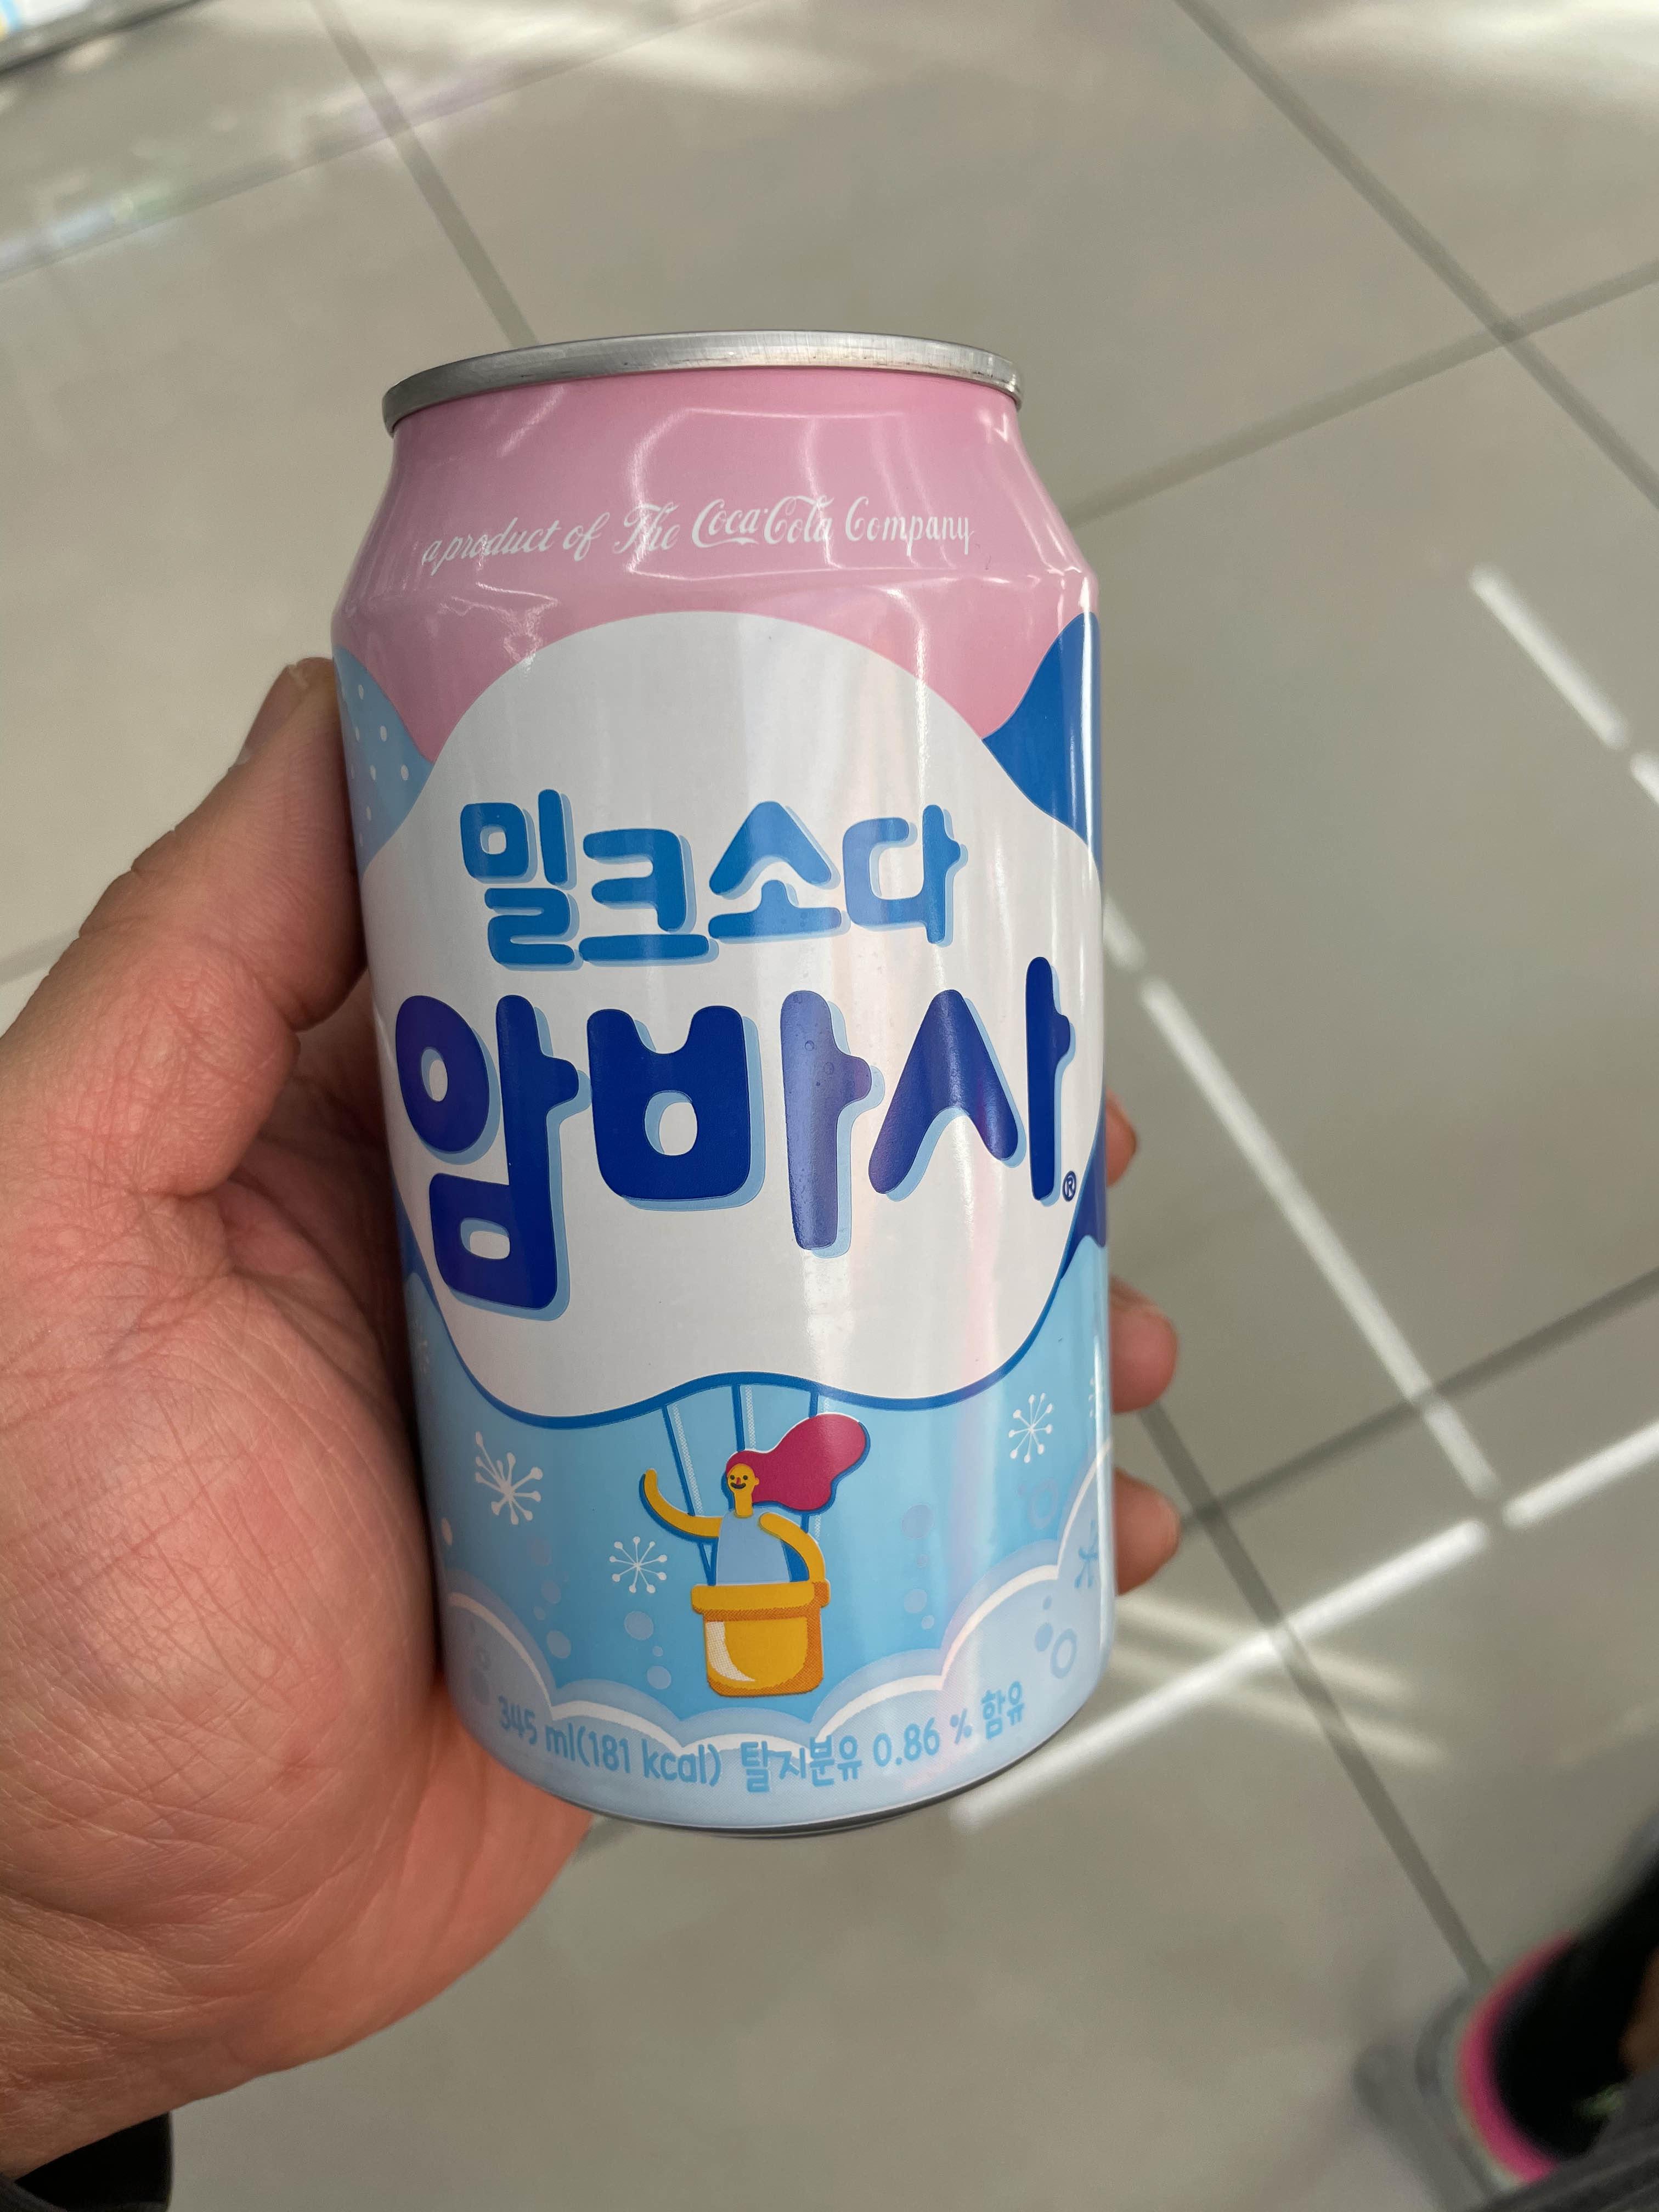 a product of The Coca-Cola Company
밀크소다
암바사®
345 ml(181 kcal) 탈지분유 0.86 % 함유